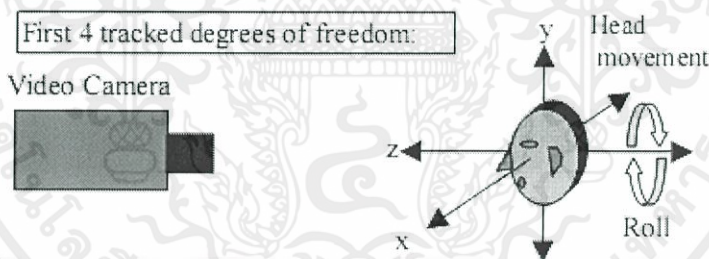 First 4 tracked degrees of freedom:
Video Camera
y
Head
movement
z
x
Roll